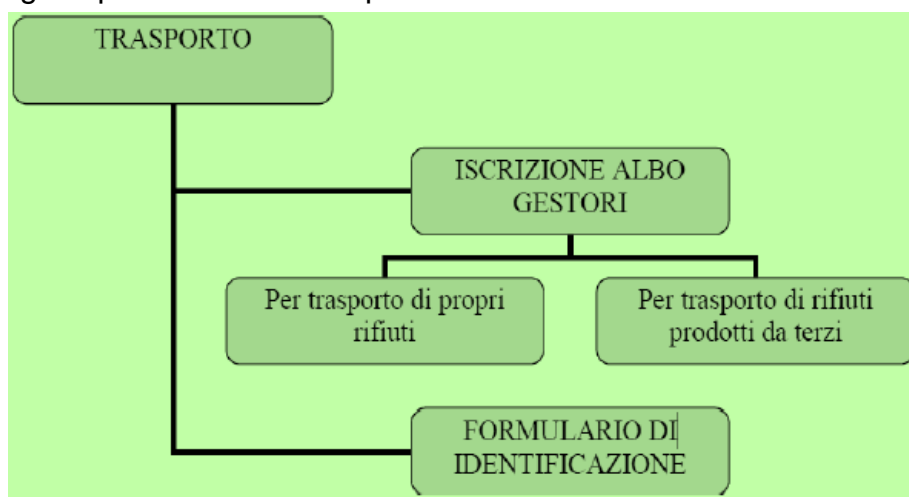 TRASPORTO
ISCRIZIONE ALBO
GESTORI
Per trasporto di propri
rifiuti
Per trasporto di rifiuti
prodotti da terzi
FORMULARIO DI
IDENTIFICAZIONE